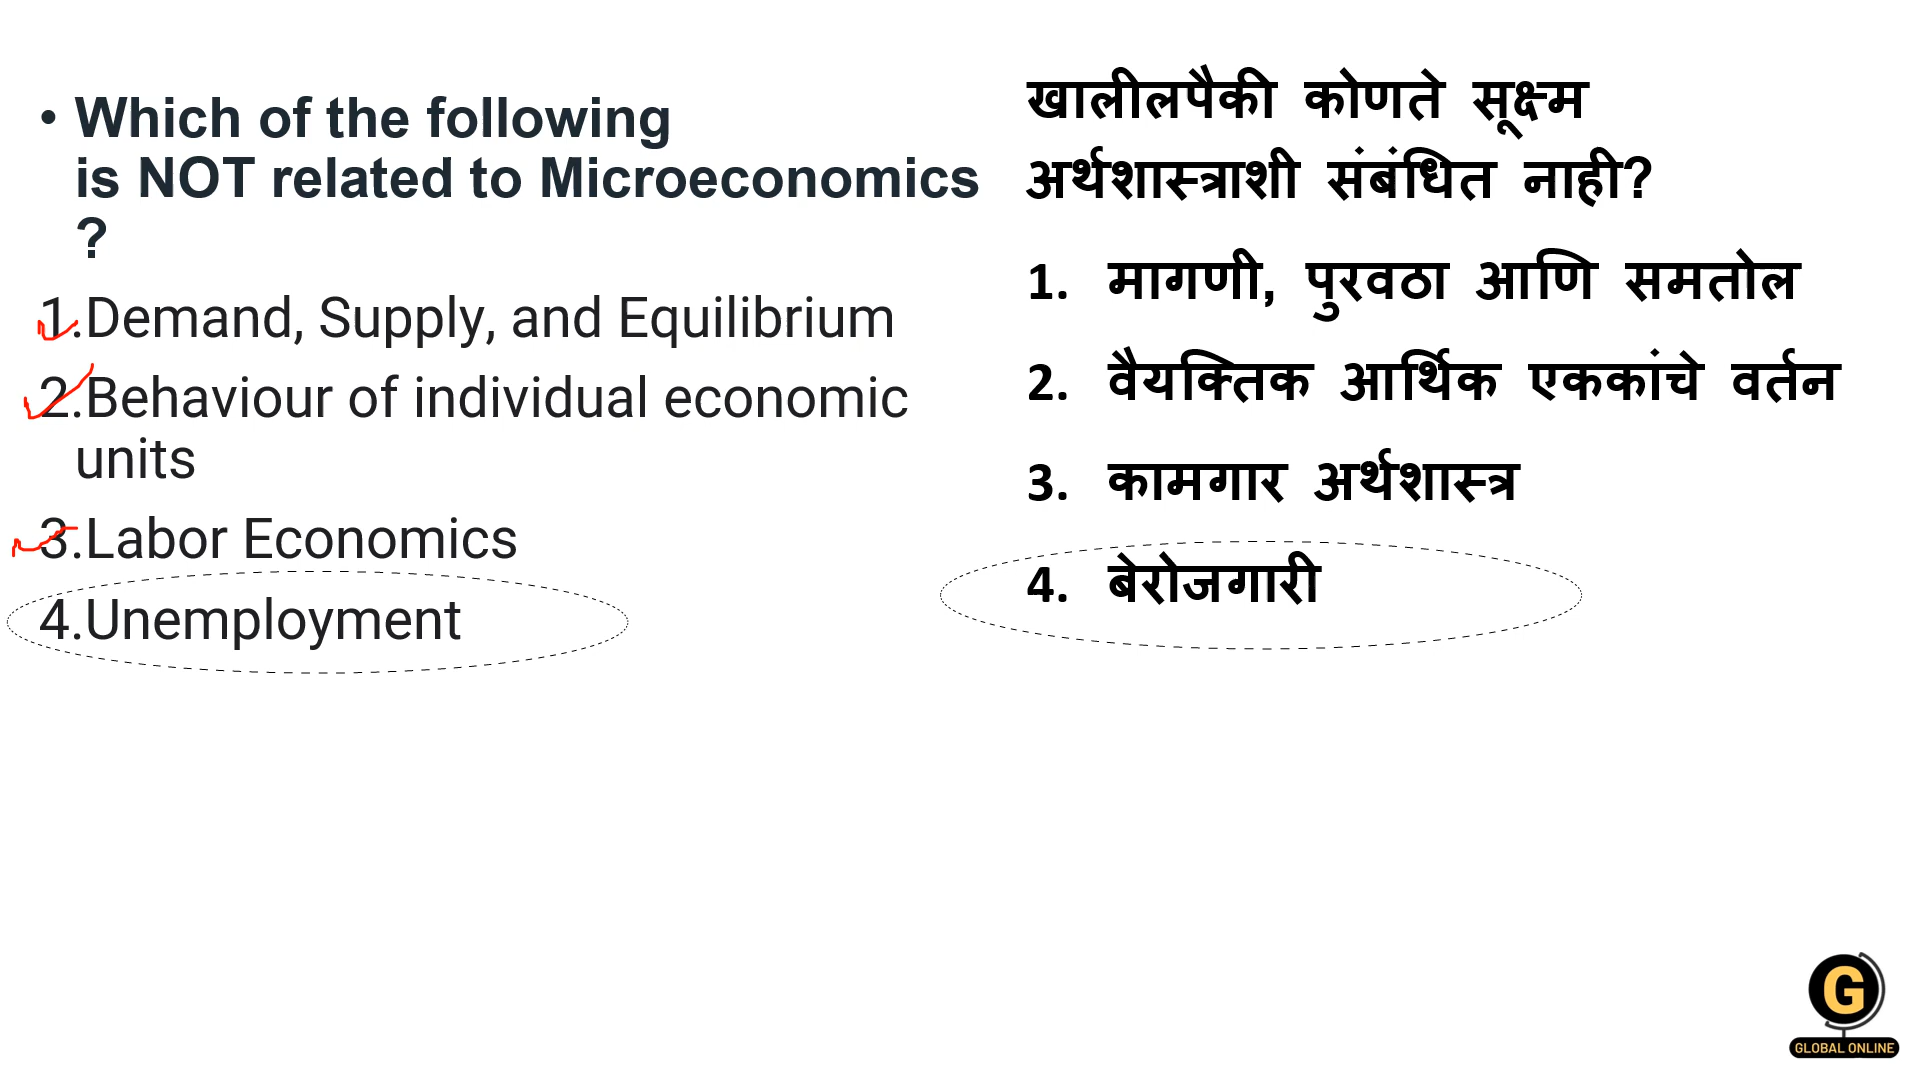 • Which of the following
is NOT related to Microeconomics
?
1.Demand, Supply, and Equilibrium
2.Behaviour of individual economic
units
3.Labor Economics
4.Unemployment
खालीलपैकी कोणते सूक्ष्म
अर्थशास्त्राशी संबंधित नाही?
1. मागणी, पुरवठा आणि समतोल
2. वैयक्तिक आर्थिक एककांचे वर्तन
3. कामगार अर्थशास्त्र
4. बेरोजगारी
G
GLOBAL ONLINE